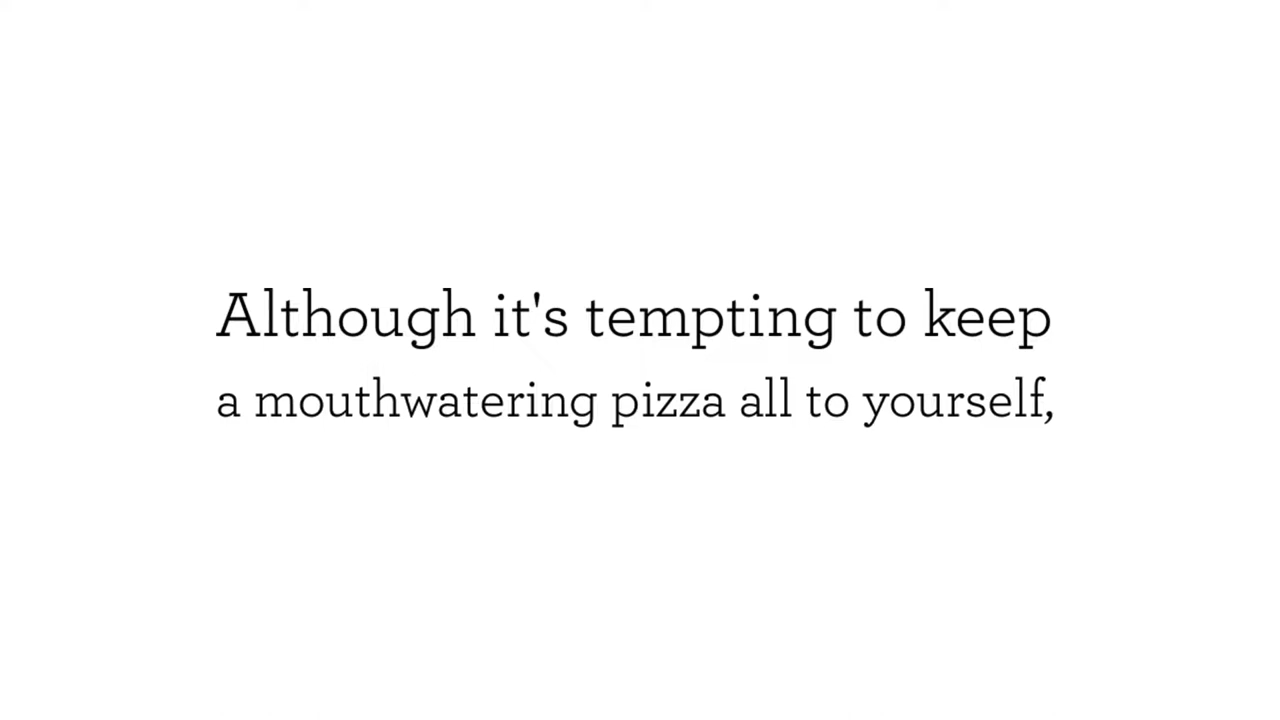 Although it's tempting to keep
a mouthwatering pizza all to yourself,